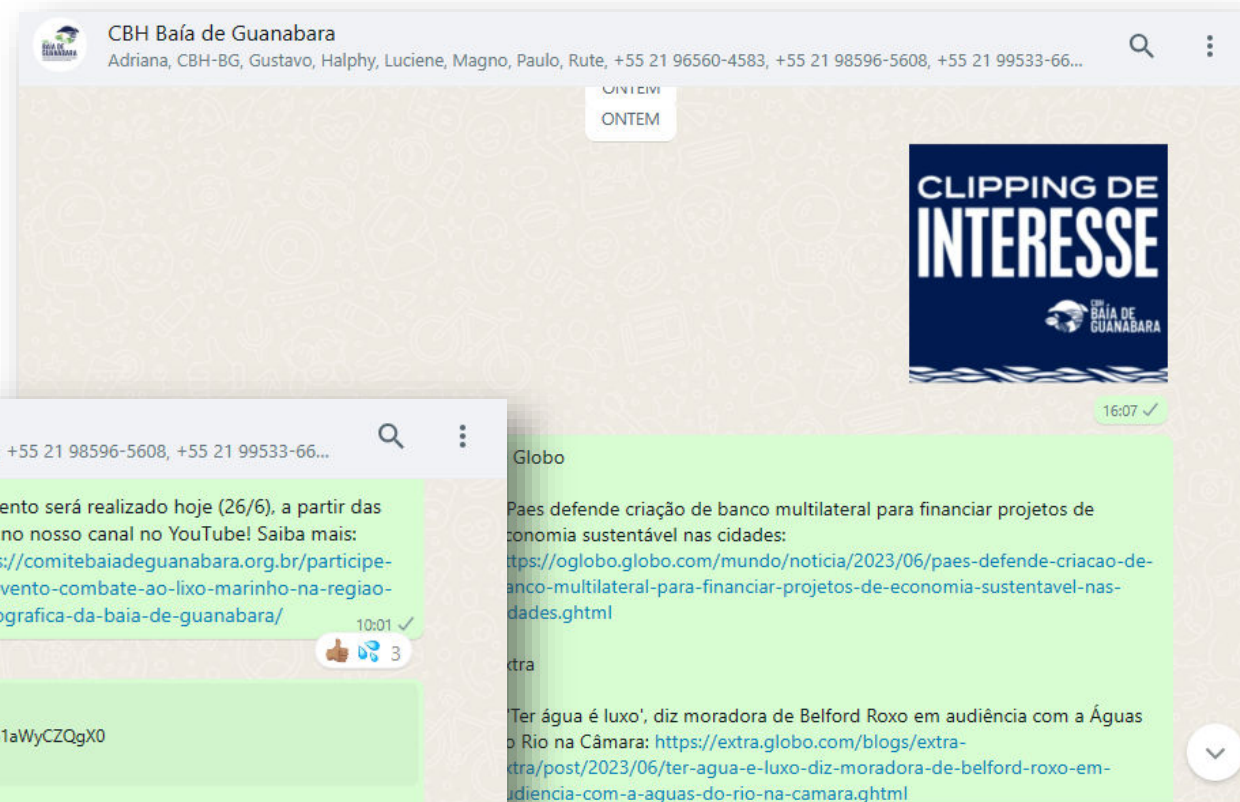 CBH Baía de Guanabara
Adriana, CBH-BG, Gustavo, Halphy, Luciene, Magno, Paulo, Rute, +55 21 96560-4583, +55 21 98596-5608, +55 21 99533-66...
ONTEM
ONTEM
CLIPPING DE
INTERESSE
CBH
BAÍA DE
GUANABARA
16:07
Globo
Paes defende criação de banco multilateral para financiar projetos de
conomia sustentável nas cidades:
ttps://oglobo.globo.com/mundo/noticia/2023/06/paes-defende-criacao-de-
anco-multilateral-para-financiar-projetos-de-economia-sustentavel-nas-
dades.ghtml
xtra
'Ter água é luxo', diz moradora de Belford Roxo em audiência com a Águas
o Rio na Câmara: https://extra.globo.com/blogs/extra-
xtra/post/2023/06/ter-agua-e-luxo-diz-moradora-de-belford-roxo-em-
udiencia-com-a-aguas-do-rio-na-camara.ghtml
+55 21 98596-5608, +55 21 99533-66...
ento será realizado hoje (26/6), a partir das
no nosso canal no YouTube! Saiba mais:
s://comitebaiadeguanabara.org.br/participe-
vento-combate-ao-lixo-marinho-na-regiao-
ografica-da-baia-de-guanabara/
10:01
3
1aWyCZQgX0